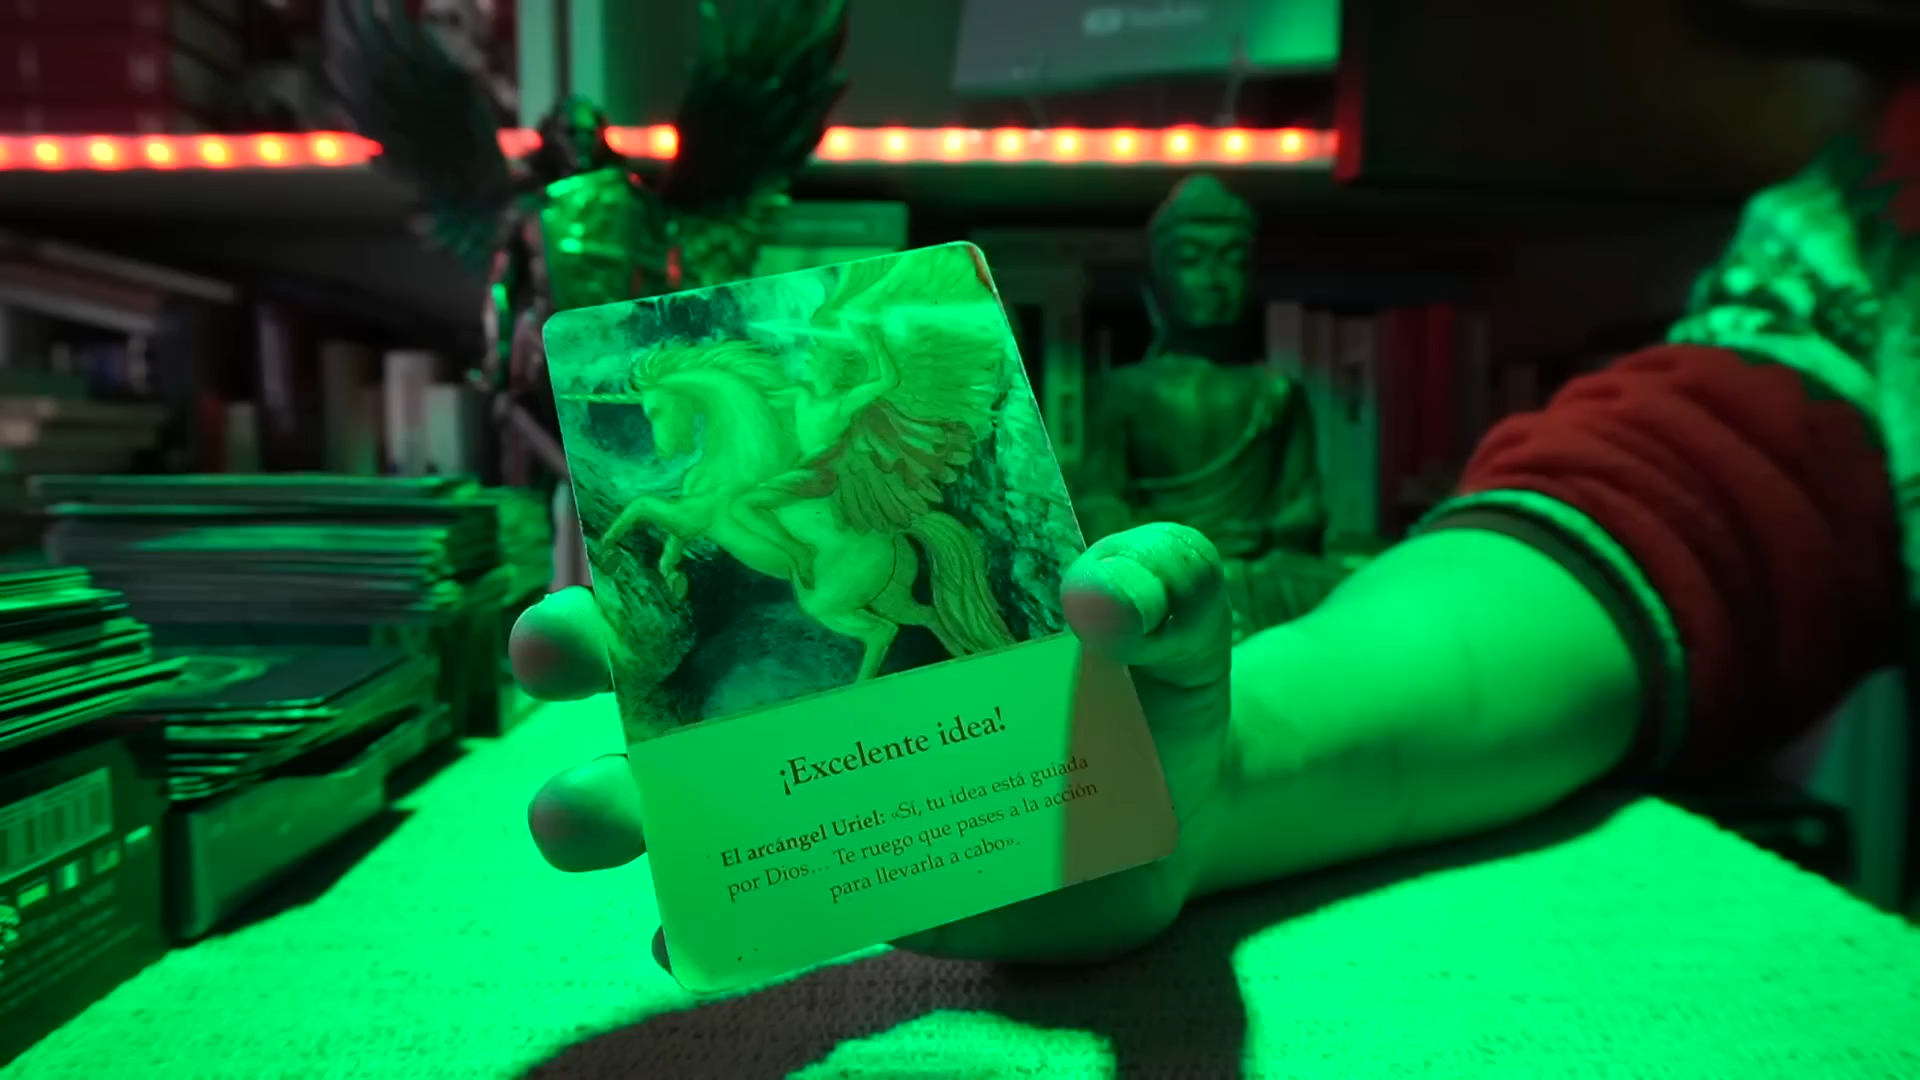 ¡Excelente idea!
El arcángel Uriel: «Sí, tu idea está guiada
por Dios... Te ruego que pases a la acción
para llevarla a cabo».